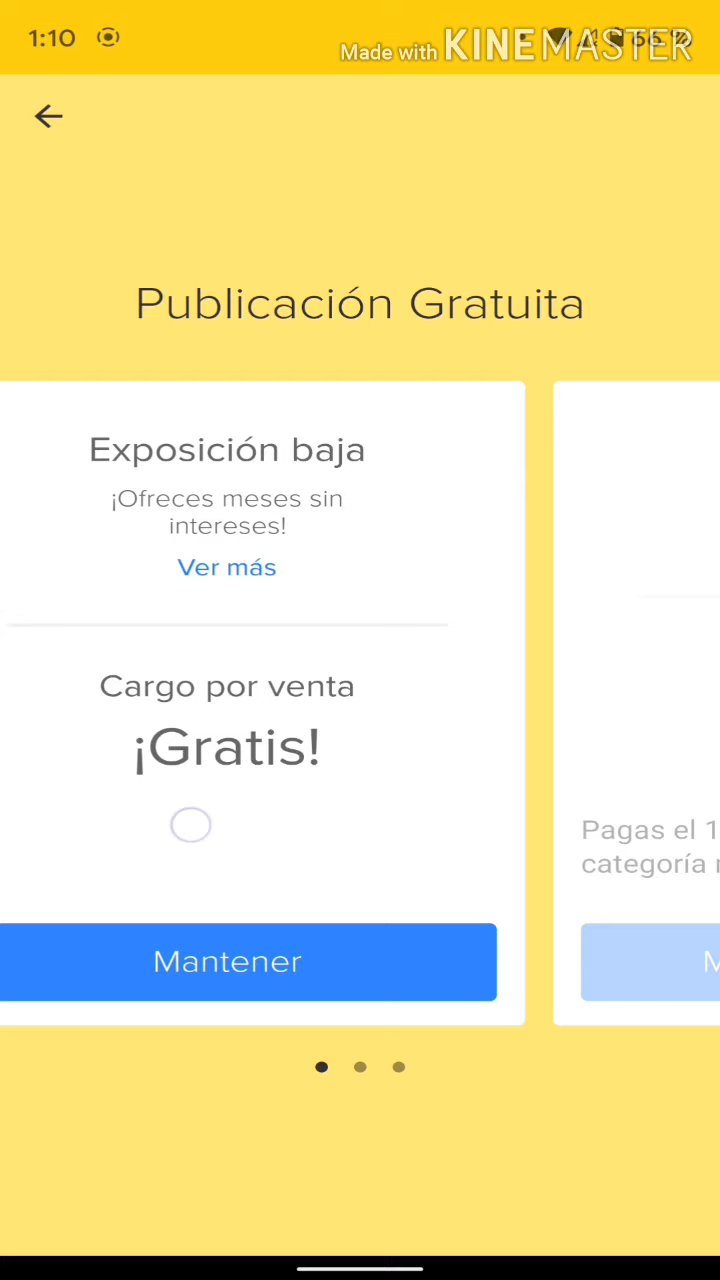 1:10
66 %
Made with KINEMASTER
Publicación Gratuita
Exposición baja
¡Ofreces meses sin
intereses!
Ver más
Cargo por venta
¡Gratis!
Mantener
Pagas el 1
categoría
M